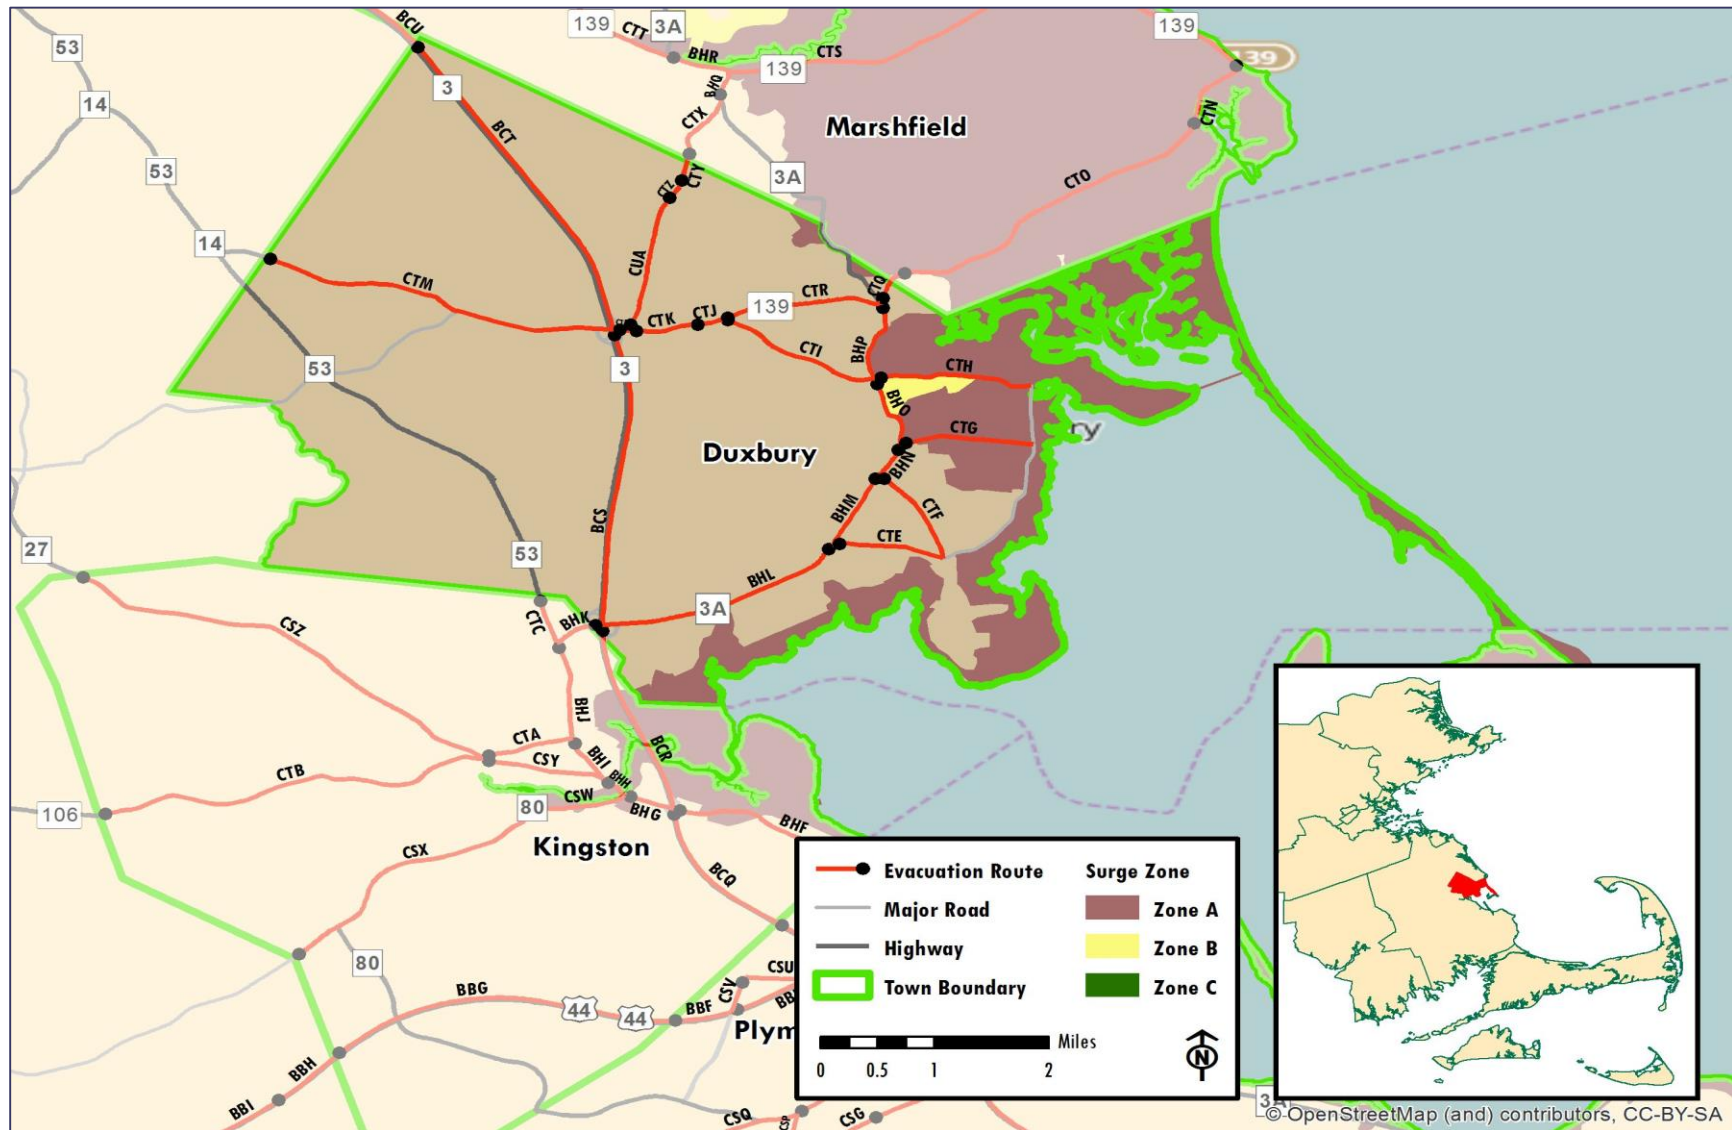 BCU
139
CTT
3A
BHR
CTS
139
139
139
53
3
14
BHQ
CTN
CTX
Marshfield
BCT
53
3A
CTY
CTZ
CTO
14
CUA
CTM
CTQ
CTR
139
CTJ
CTK
BHP
CTI
3
CTH
53
BHO
CTG
ry
Duxbury
BHN
BHM
CTF
BCS
CTE
27
53
BHL
3A
BHK
CTC
CSZ
BHJ
CTA
BCR
CSY
BHI
CTB
BHH
CSW
80
BHG
106
BHF
Kingston
CSX
BCQ
80
CSU
CSV
BBG
44
44
BBF
Plym
BBH
BBI
CSQ
CSG
3A
Evacuation Route
Major Road
Highway
Town Boundary
Surge Zone
Zone A
Zone B
Zone C
Miles
0 0.5 1 2
N
© OpenStreetMap (and) contributors, CC-BY-SA